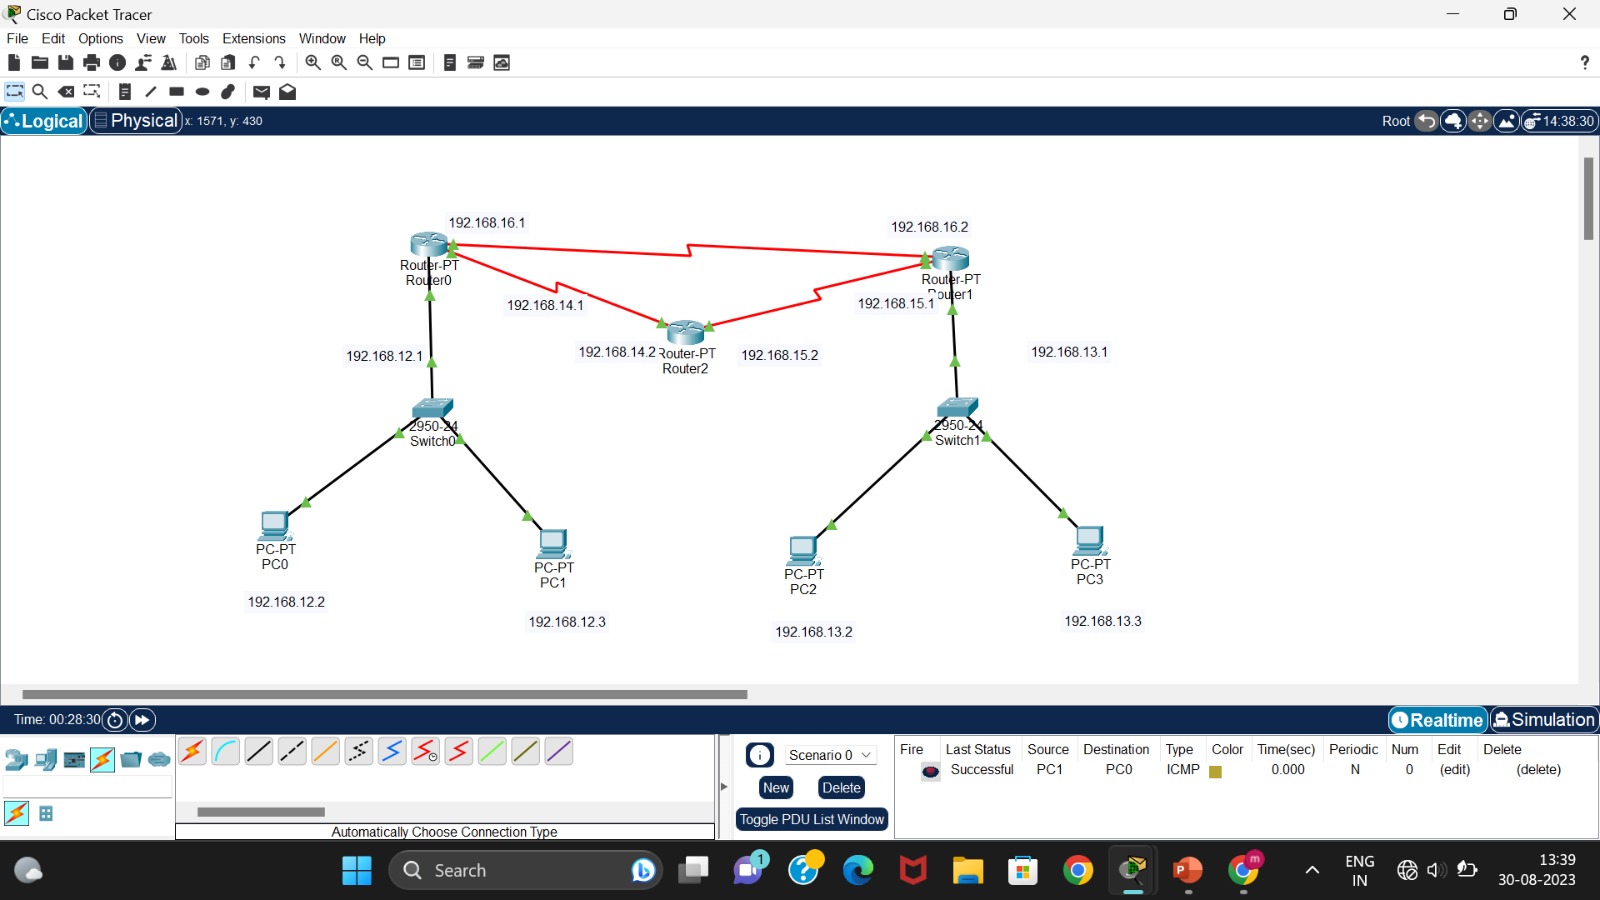 Cisco Packet Tracer
File Edit Options View Tools Extensions Window Help
?
Logical Physical x: 1571, y: 430 Root 14:38:30
192.168.16.1
192.168.16.2
Router-PT
Router0
Router-PT
Router1
192.168.14.1
192.168.15.1
192.168.12.1
192.168.14.2
Router-PT
Router2
192.168.15.2
192.168.13.1
2950-24
Switch0
2950-24
Switch1
PC-PT
PC0
PC-PT
PC1
PC-PT
PC2
PC-PT
PC3
192.168.12.2
192.168.12.3
192.168.13.2
192.168.13.3
Time: 00:28:30 Realtime Simulation
Scenario 0
New Delete
Toggle PDU List Window
Fire Last Status Source Destination Type Color Time(sec) Periodic Num Edit Delete
Successful PC1 PC0 ICMP 0.000 N 0 (edit) (delete)
Automatically Choose Connection Type
Search
1
m
ENG
IN
13:39
30-08-2023